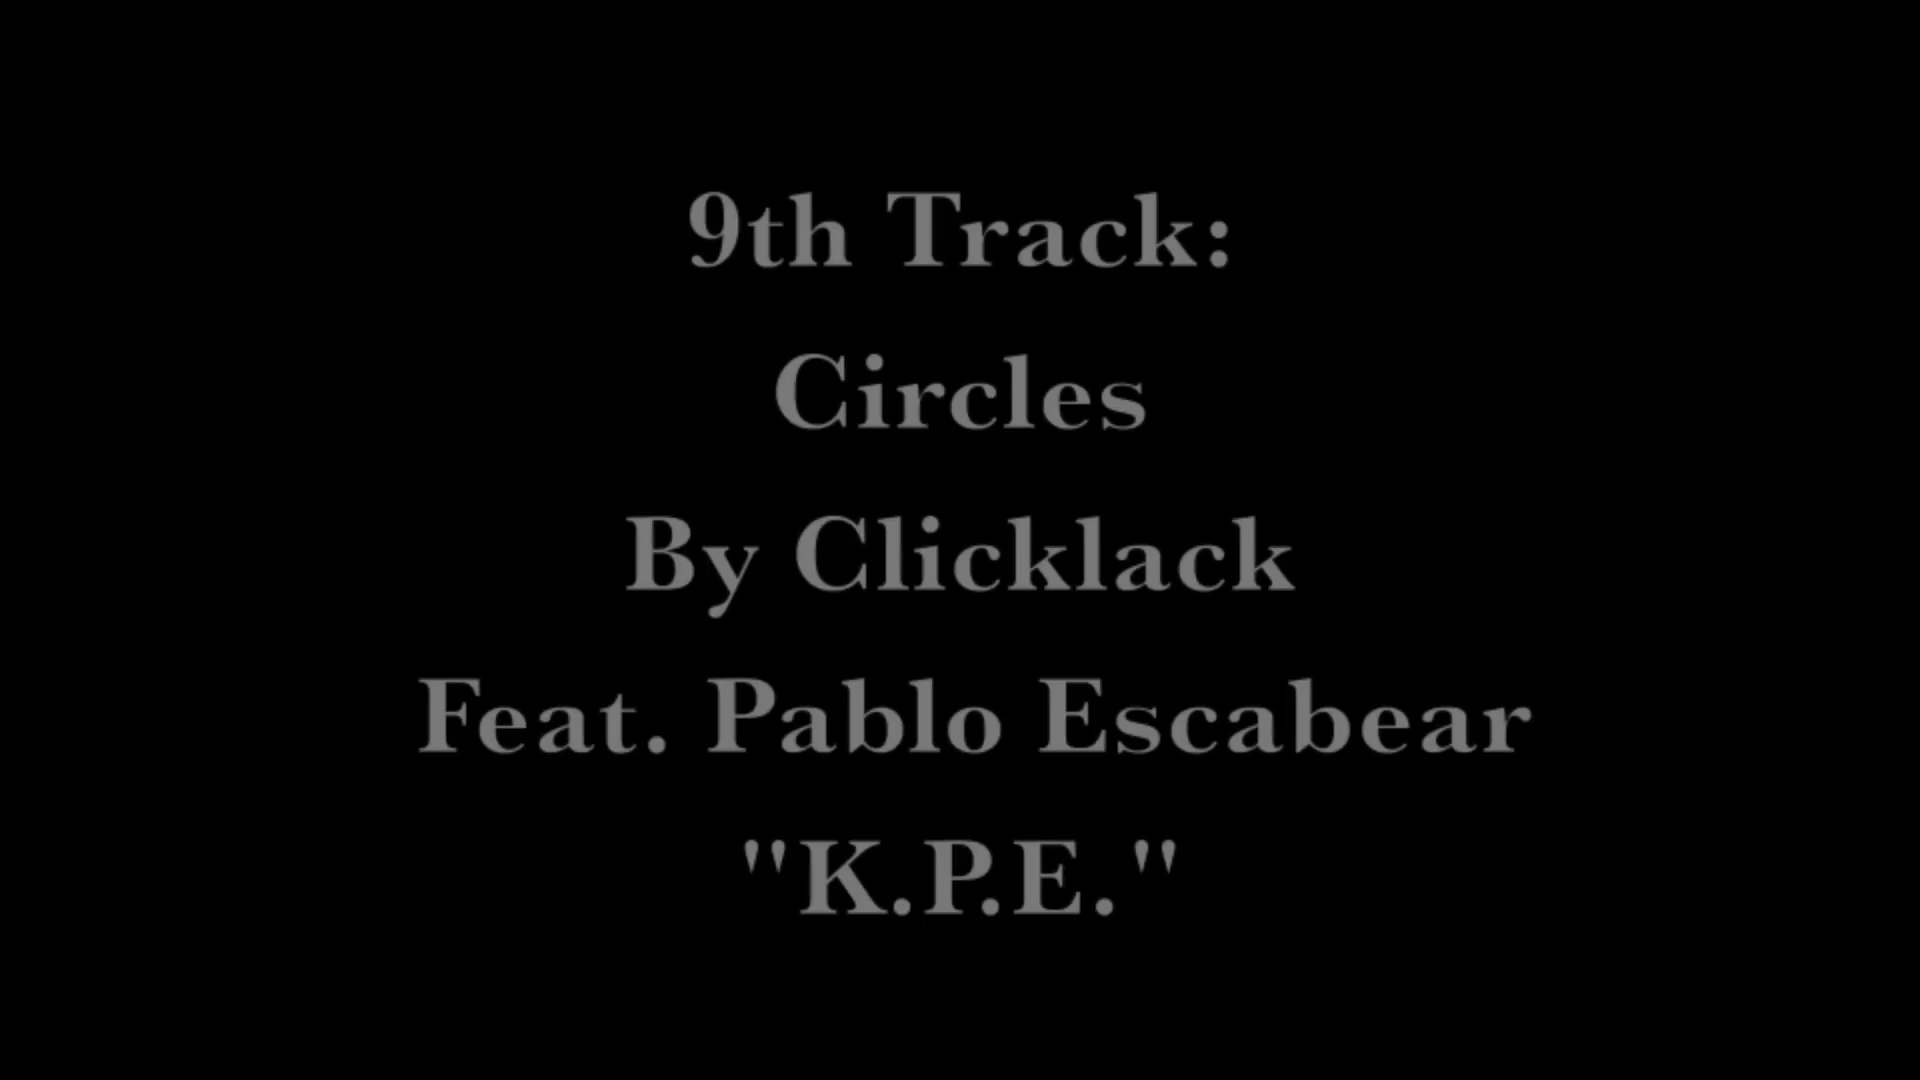 9th Track:
Circles
By Clicklack
Feat. Pablo Escabear
"K.P.E."